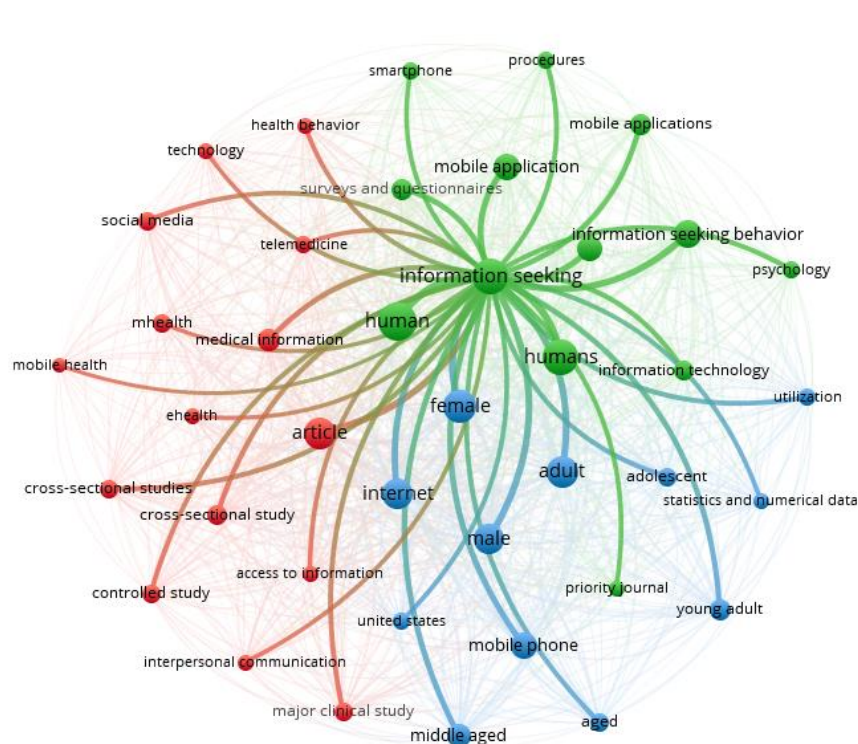 smartphone
procedures
health behavior
mobile applications
technology
mobile application
surveys and questionnaires
social media
telemedicine
information seeking behavior
information seeking
psychology
mhealth
human
medical information
humans
mobile health
information technology
utilization
ehealth
female
article
adult
adolescent
cross-sectional studies
internet
statistics and numerical data
cross-sectional study
male
access to information
controlled study
priority journal
united states
young adult
mobile phone
interpersonal communication
major clinical study
aged
middle aged